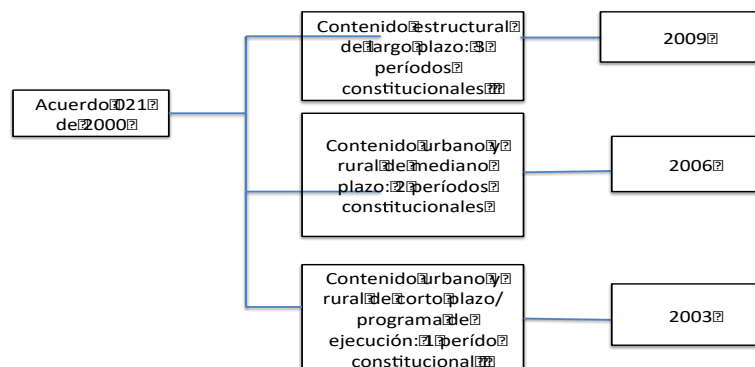 Contenido estructural
de largo plazo: 3
períodos
constitucionales
2009
Acuerdo 021
de 2000
Contenido urbano y
rural de mediano
plazo: 2 períodos
constitucionales
2006
Contenido urbano y
rural de corto plazo/
programa de
ejecución: 1 perído
constitucional
2003